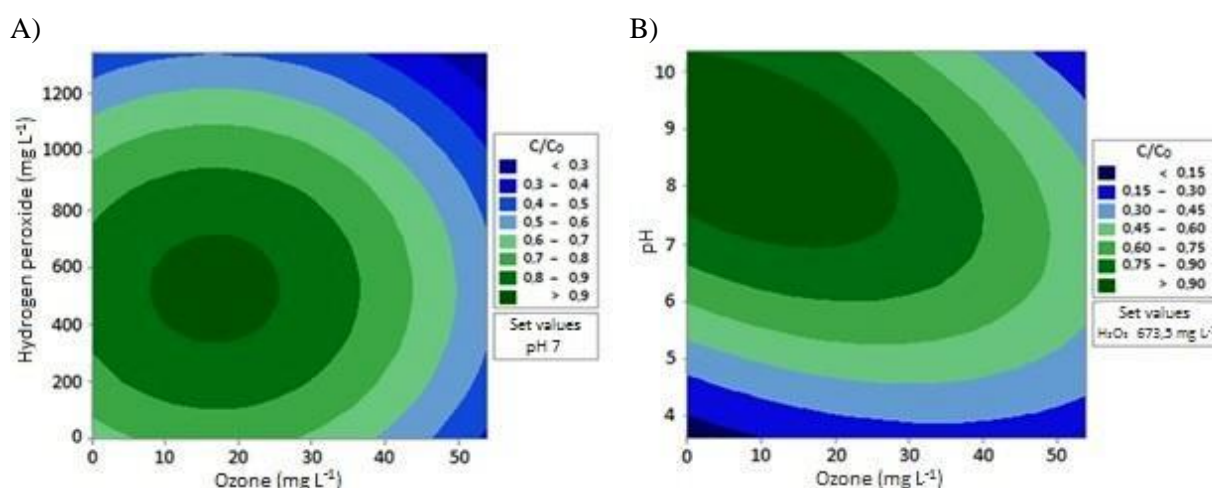 A)
Hydrogen peroxide (mg L⁻¹)
1200
1000
800
600
400
200
0
0 10 20 30 40 50
Ozone (mg L⁻¹)
C/C₀
< 0,3
0,3 – 0,4
0,4 – 0,5
0,5 – 0,6
0,6 – 0,7
0,7 – 0,8
0,8 – 0,9
> 0,9
Set values
pH 7
B)
pH
10
9
8
7
6
5
4
0 10 20 30 40 50
Ozone (mg L⁻¹)
C/C₀
< 0,15
0,15 – 0,30
0,30 – 0,45
0,45 – 0,60
0,60 – 0,75
0,75 – 0,90
> 0,90
Set values
H₂O₂ 673,5 mg L⁻